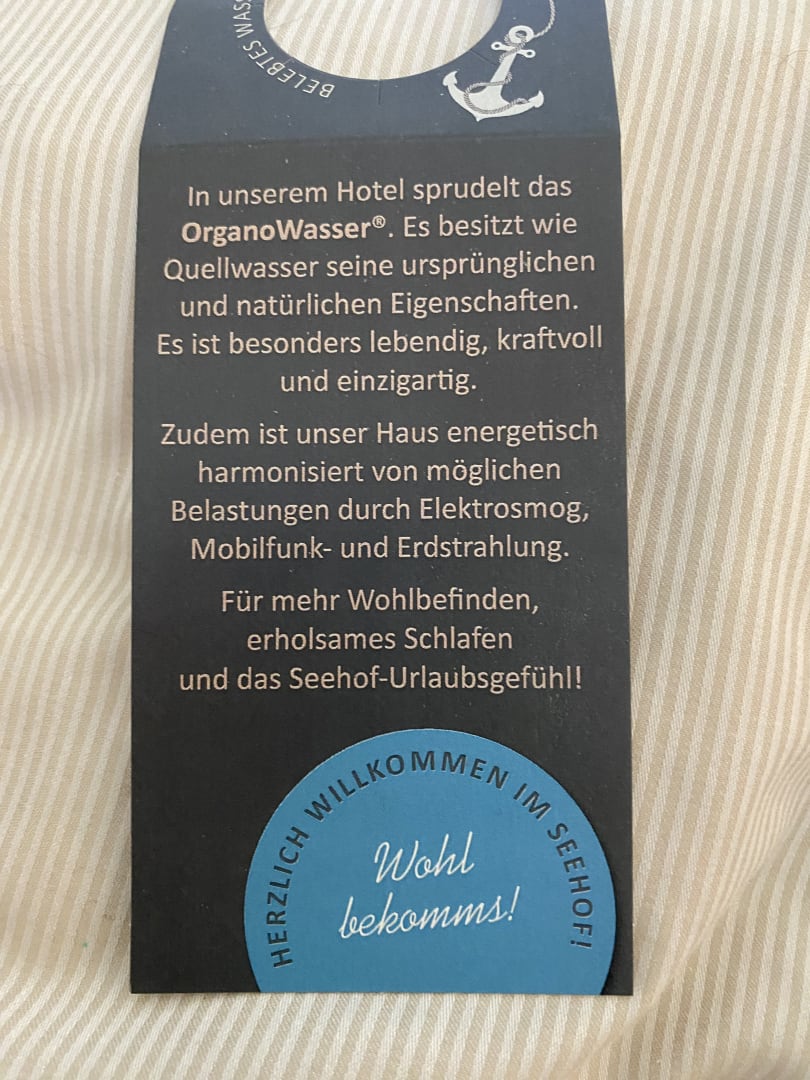 BELEBTES WAS
In unserem Hotel sprudelt das
OrganoWasser®. Es besitzt wie
Quellwasser seine ursprünglichen
und natürlichen Eigenschaften.
Es ist besonders lebendig, kraftvoll
und einzigartig.
Zudem ist unser Haus energetisch
harmonisiert von möglichen
Belastungen durch Elektrosmog,
Mobilfunk- und Erdstrahlung.
Für mehr Wohlbefinden,
erholsames Schlafen
und das Seehof-Urlaubsgefühl!
HERZLICH WILLKOMMEN IM SEEHOF!
Wohl
bekomms!